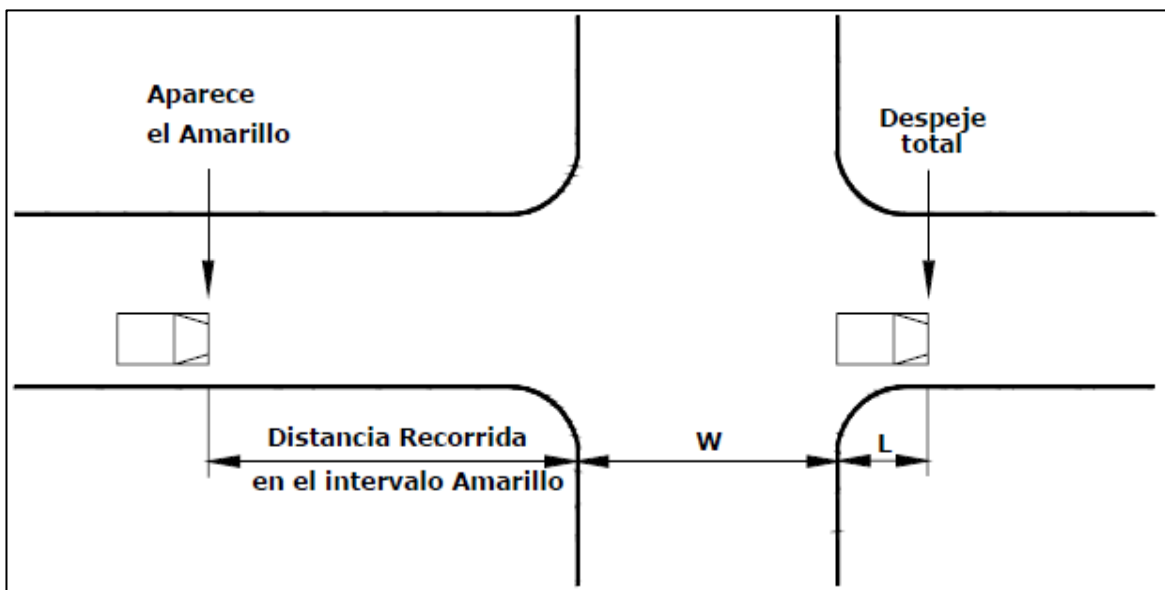 Aparece
el Amarillo
Despeje
total
Distancia Recorrida
en el intervalo Amarillo
W
L